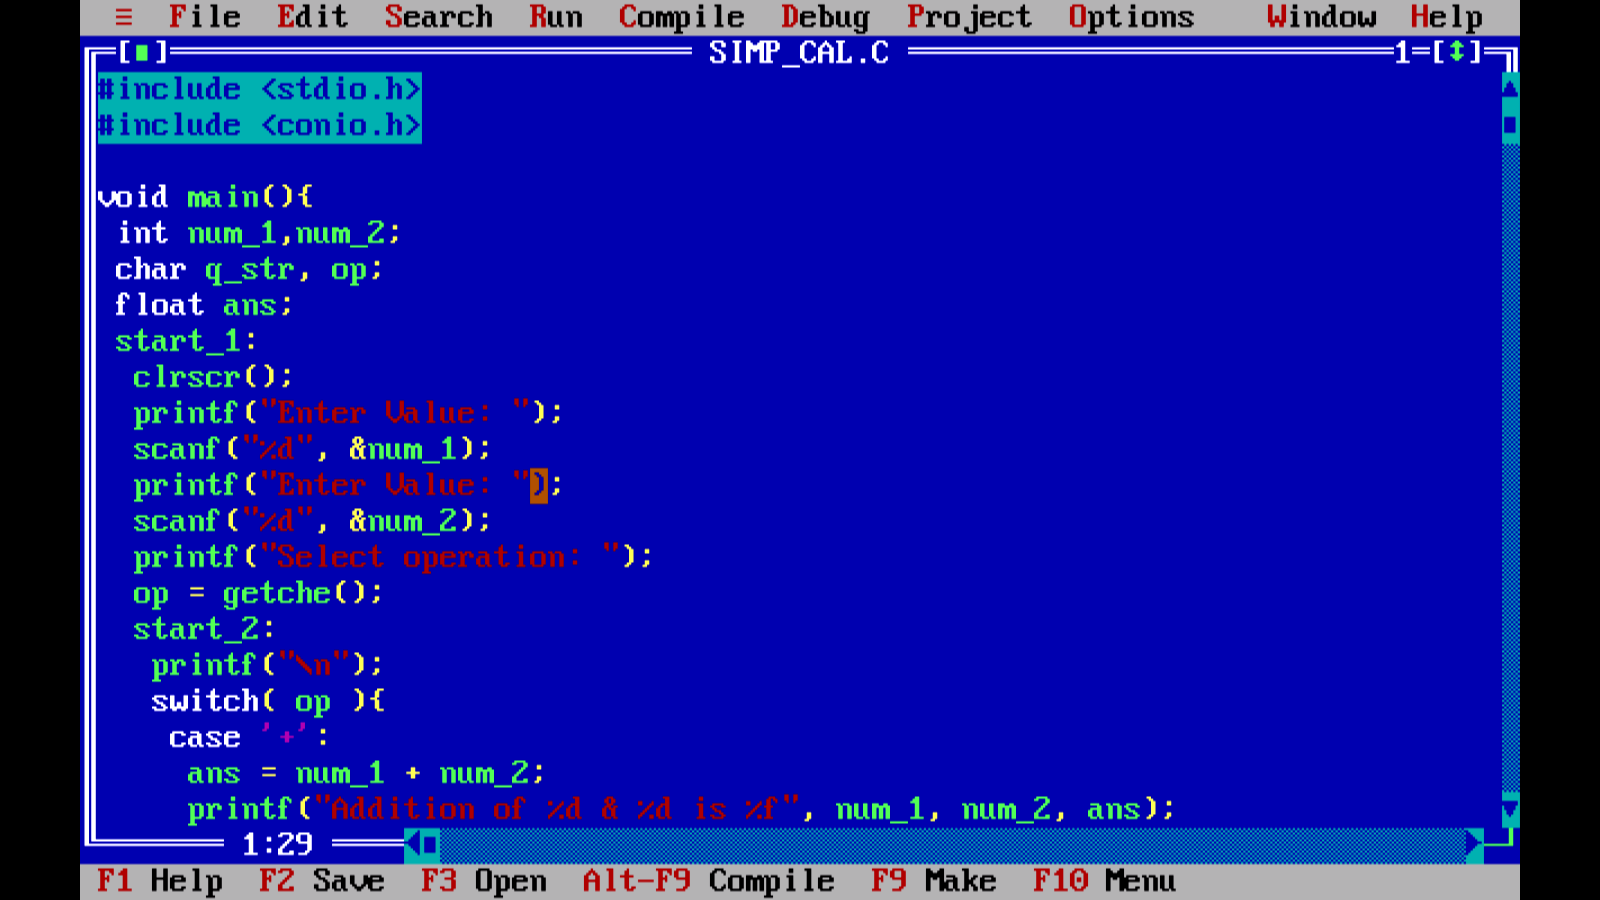 ≡ File Edit Search Run Compile Debug Project Options Window Help
[■] SIMP_CAL.C 1=[↕]
#include <stdio.h>
#include <conio.h>
void main(){
int num_1,num_2;
char q_str, op;
float ans;
start_1:
clrscr();
printf("Enter Value: ");
scanf("%d", &num_1);
printf("Enter Value: ");
scanf("%d", &num_2);
printf("Select operation: ");
op = getche();
start_2:
printf("\n");
switch( op ){
case '+':
ans = num_1 + num_2;
printf("Addition of %d & %d is %f", num_1, num_2, ans);
1:29
F1 Help F2 Save F3 Open Alt-F9 Compile F9 Make F10 Menu